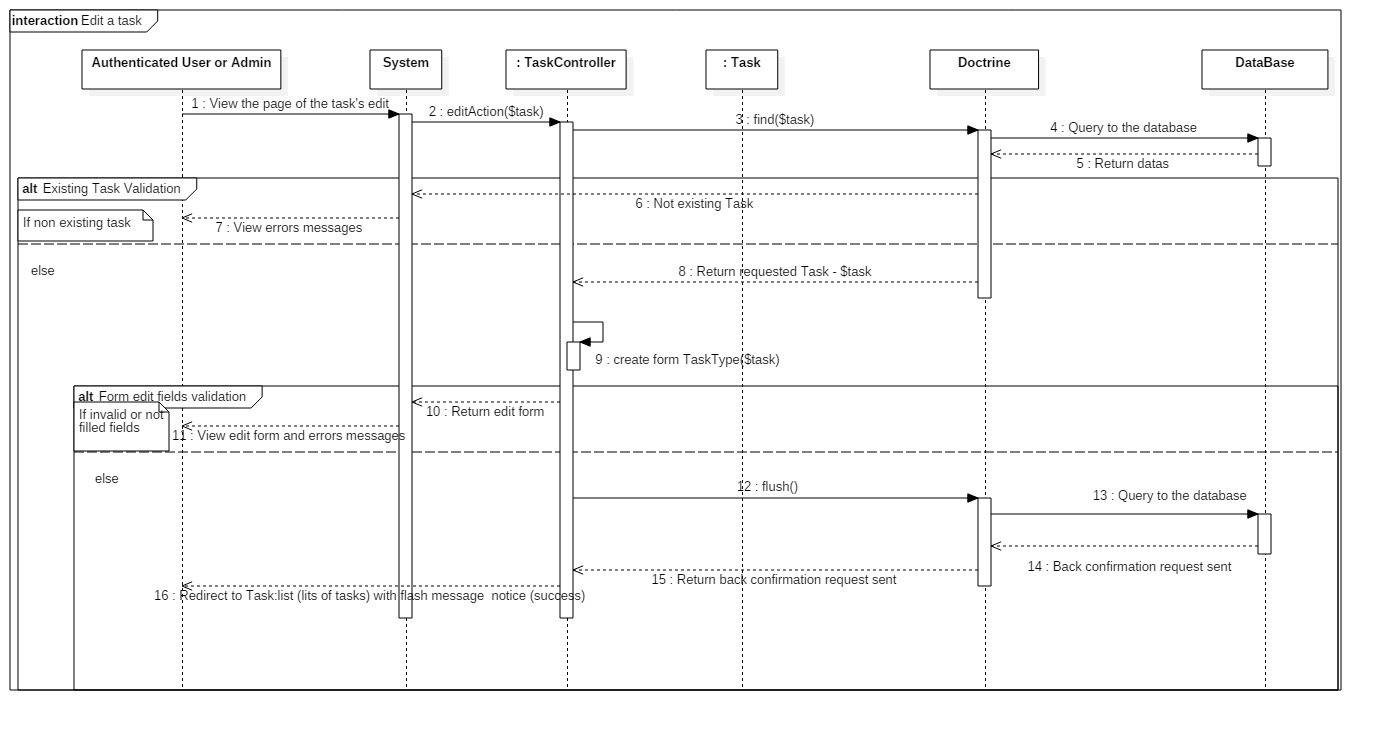 interaction Edit a task
Authenticated User or Admin
System
: TaskController
: Task
Doctrine
DataBase
1 : View the page of the task's edit
2 : editAction($task)
3 : find($task)
4 : Query to the database
5 : Return datas
alt Existing Task Validation
6 : Not existing Task
If non existing task
7 : View errors messages
else
8 : Return requested Task - $task
9 : create form TaskType($task)
alt Form edit fields validation
If invalid or not
filled fields
10 : Return edit form
11 : View edit form and errors messages
else
12 : flush()
13 : Query to the database
14 : Back confirmation request sent
15 : Return back confirmation request sent
16 : Redirect to Task:list (lits of tasks) with flash message  notice (success)